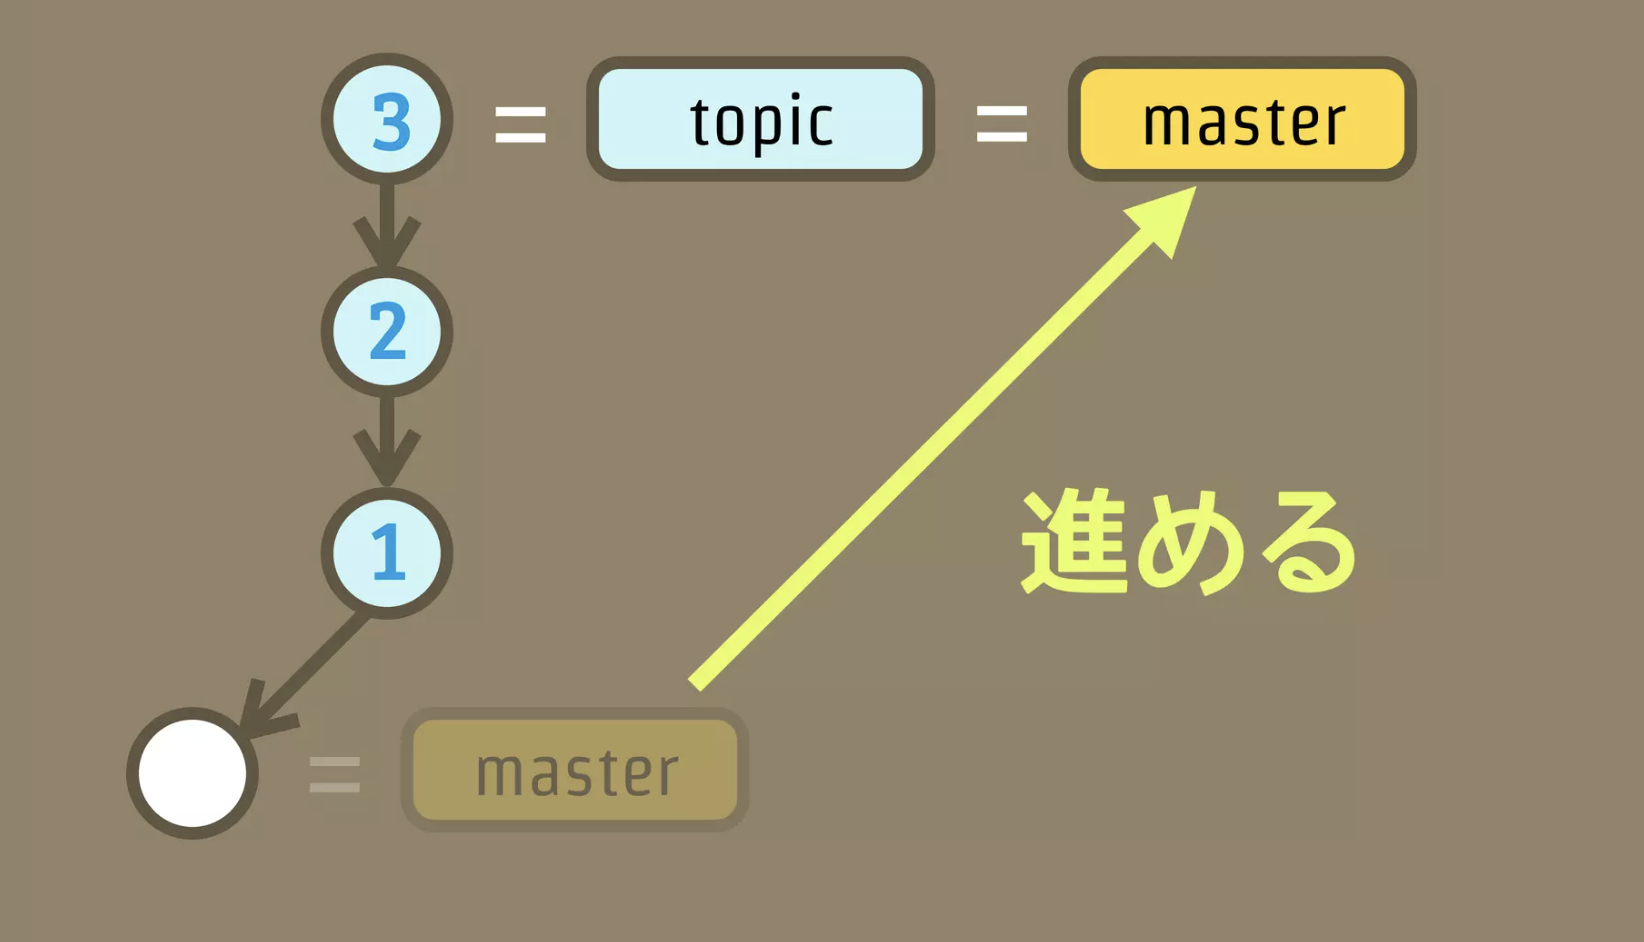 3 = topic = master
2
1
進める
= master